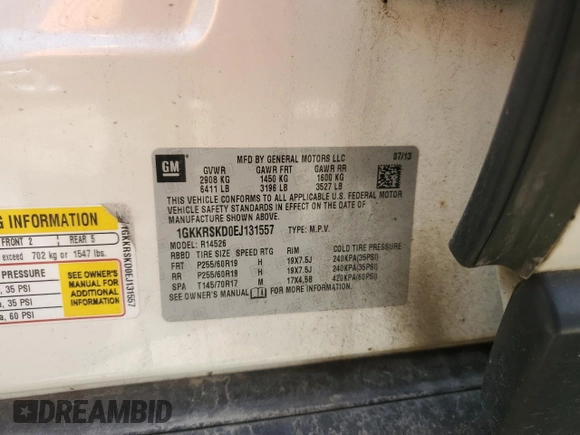 GM
MFD BY GENERAL MOTORS LLC
07/13
GVWR GAWR FRT GAWR RR
2908 KG 1450 KG 1600 KG
6411 LB 3196 LB 3527 LB
THIS VEHICLE CONFORMS TO ALL APPLICABLE U.S. FEDERAL MOTOR
VEHICLE SAFETY STANDARDS IN EFFECT ON THE DATE OF
MANUFACTURE SHOWN ABOVE.
1GKKRSKD0EJ131557 TYPE: M.P.V.
MODEL: R14526
RBBD TIRE SIZE SPEED RTG RIM COLD TIRE PRESSURE
FRT P255/60R19 H 19X7.5J 240KPA(35PSI)
RR P255/60R19 H 19X7.5J 240KPA(35PSI)
SPA T145/70R17 M 17X4.5B 420KPA(60PSI)
SEE OWNER'S MANUAL FOR MORE INFORMATION.
G INFORMATION
FRONT 2 REAR 5
exceed 702 kg or 1547 lbs.
RESSURE
, 35 PSI
a, 35 PSI
a, 60 PSI
SEE OWNER'S
MANUAL FOR
ADDITIONAL
INFORMATION
1GKKRSKD0EJ131557
DREAMBID